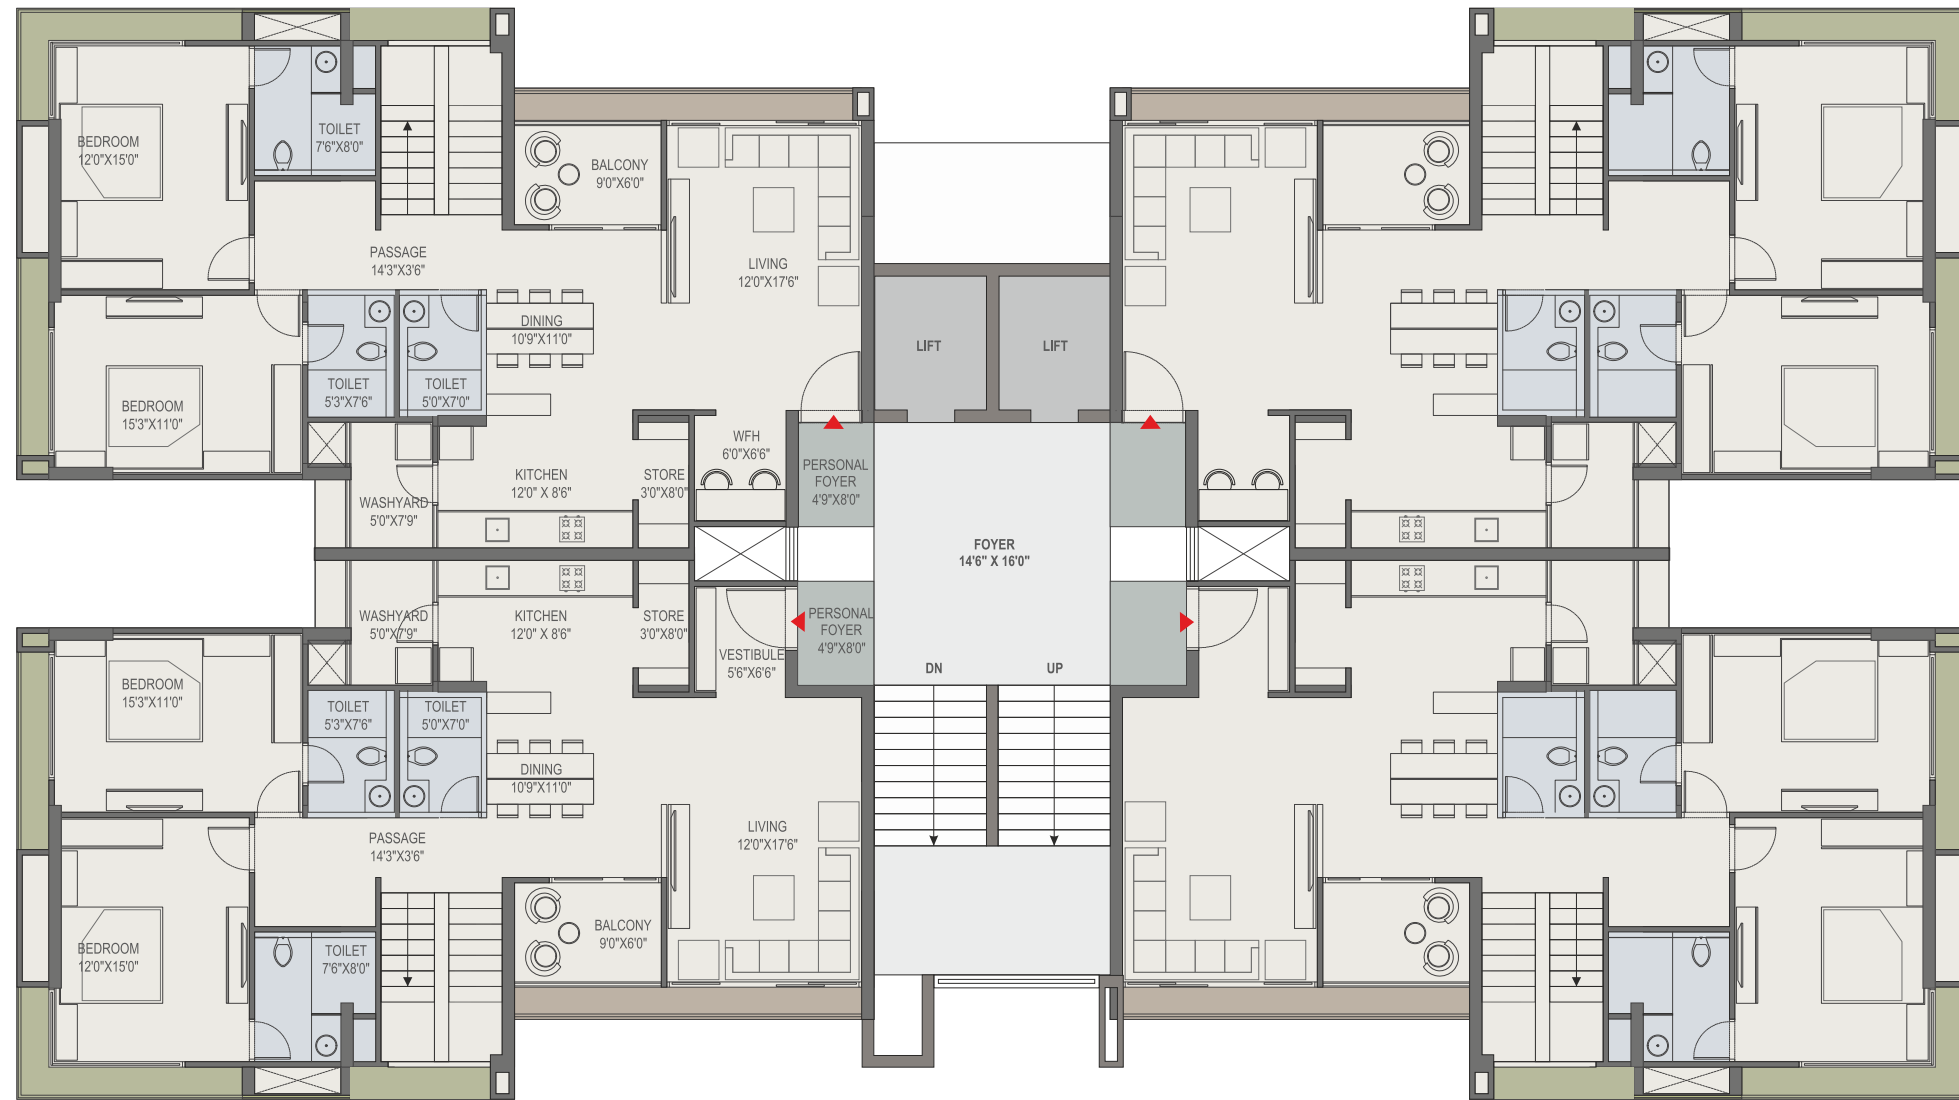 BEDROOM
12'0"X15'0"
TOILET
7'6"X8'0"
BALCONY
9'0"X6'0"
PASSAGE
14'3"X3'6"
LIVING
12'0"X17'6"
DINING
10'9"X11'0"
LIFT
LIFT
TOILET
5'3"X7'6"
TOILET
5'0"X7'0"
BEDROOM
15'3"X11'0"
WFH
6'0"X6'6"
PERSONAL
FOYER
4'9"X8'0"
KITCHEN
12'0" X 8'6"
STORE
3'0"X8'0"
WASHYARD
5'0"X7'9"
FOYER
14'6" X 16'0"
WASHYARD
5'0"X7'9"
KITCHEN
12'0" X 8'6"
STORE
3'0"X8'0"
PERSONAL
FOYER
4'9"X8'0"
VESTIBULE
5'6"X6'6"
DN
UP
BEDROOM
15'3"X11'0"
TOILET
5'3"X7'6"
TOILET
5'0"X7'0"
DINING
10'9"X11'0"
LIVING
12'0"X17'6"
PASSAGE
14'3"X3'6"
BALCONY
9'0"X6'0"
BEDROOM
12'0"X15'0"
TOILET
7'6"X8'0"